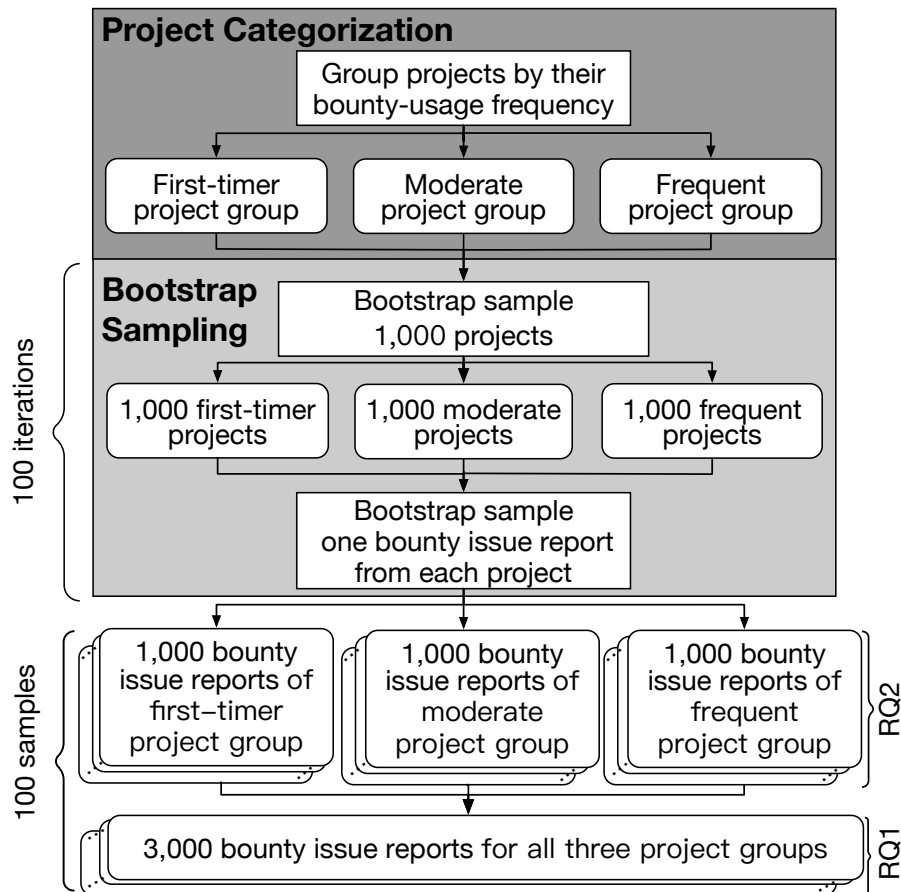 Project Categorization
Group projects by their
bounty-usage frequency
First-timer
project group
Moderate
project group
Frequent
project group
Bootstrap
Sampling
Bootstrap sample
1,000 projects
1,000 first-timer
projects
1,000 moderate
projects
1,000 frequent
projects
Bootstrap sample
one bounty issue report
from each project
100 iterations
1,000 bounty
issue reports of
first–timer
project group
1,000 bounty
issue reports of
moderate
project group
1,000 bounty
issue reports of
frequent
project group
RQ2
100 samples
3,000 bounty issue reports for all three project groups
RQ1